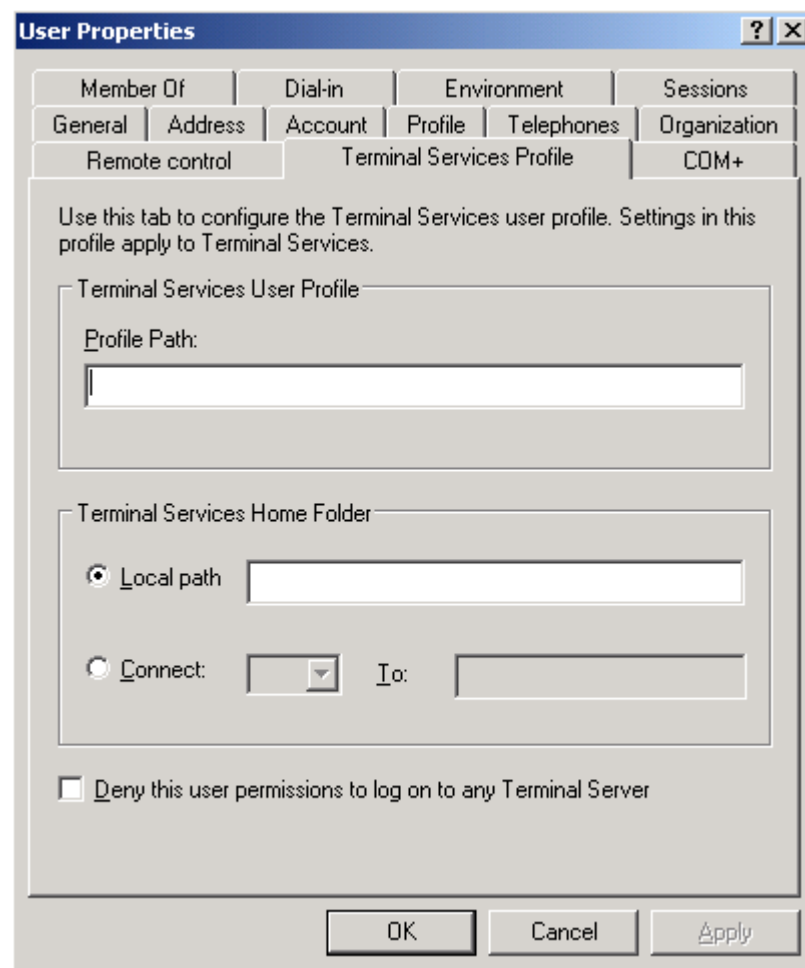 User Properties
Member Of Dial-in Environment Sessions
General Address Account Profile Telephones Organization
Remote control Terminal Services Profile COM+
Use this tab to configure the Terminal Services user profile. Settings in this
profile apply to Terminal Services.
Terminal Services User Profile
Profile Path:
Terminal Services Home Folder
Local path
Connect: To:
Deny this user permissions to log on to any Terminal Server
OK Cancel Apply